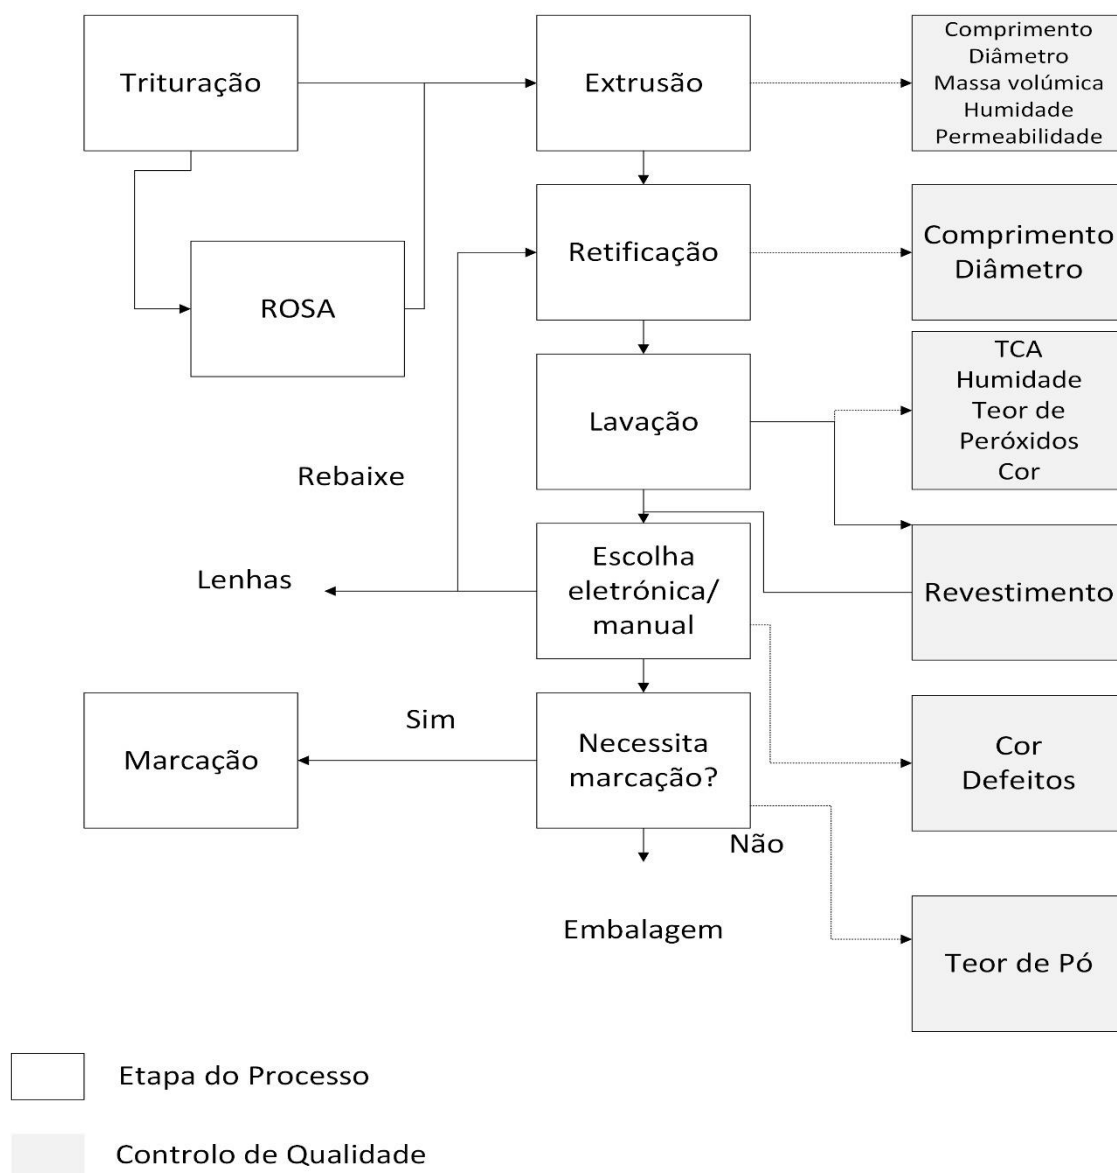 Trituração
Extrusão
Comprimento
Diâmetro
Massa volúmica
Humidade
Permeabilidade
ROSA
Retificação
Comprimento
Diâmetro
Lavação
TCA
Humidade
Teor de
Peróxidos
Cor
Rebaixe
Lenhas
Escolha
eletrónica/
manual
Revestimento
Marcação
Sim
Necessita
marcação?
Cor
Defeitos
Não
Embalagem
Teor de Pó
Etapa do Processo
Controlo de Qualidade